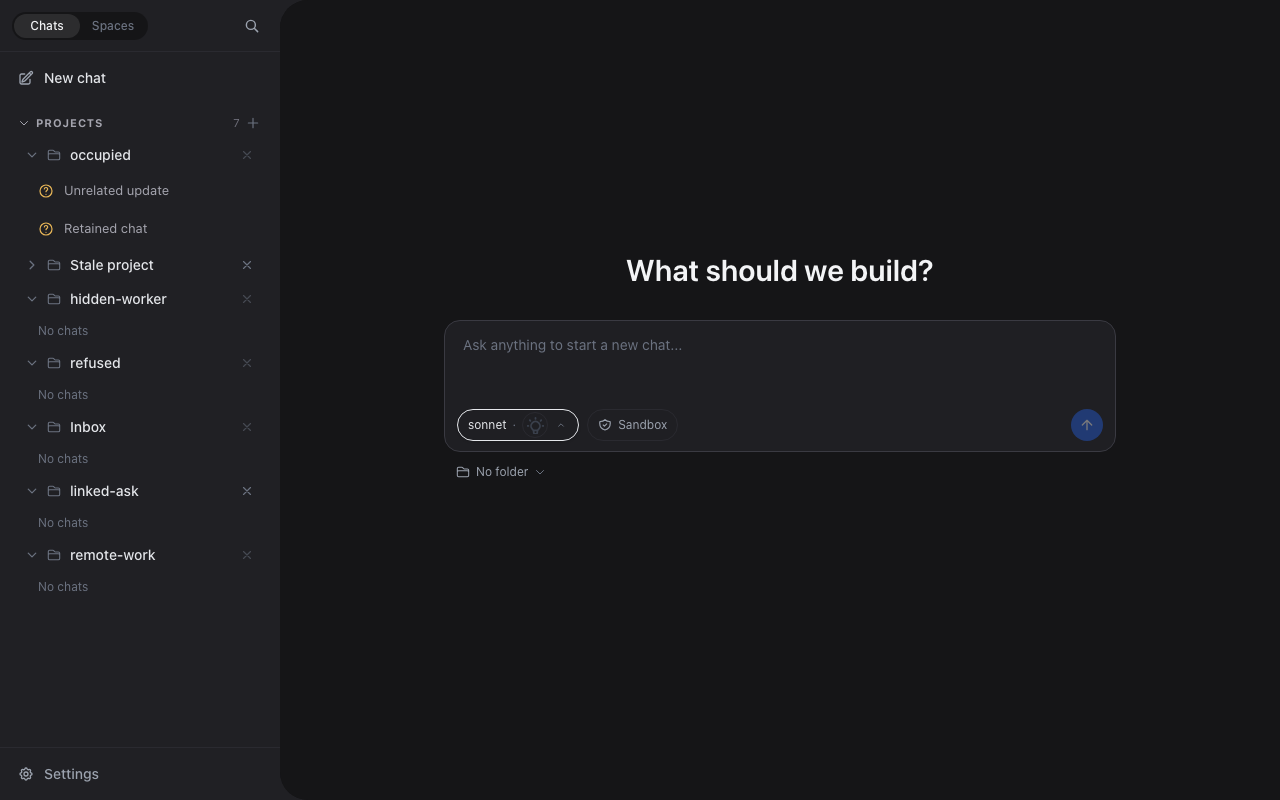 Chats
Spaces
New chat
PROJECTS
7
occupied
Unrelated update
Retained chat
Stale project
hidden-worker
No chats
refused
No chats
Inbox
No chats
linked-ask
No chats
remote-work
No chats
Settings
What should we build?
Ask anything to start a new chat...
sonnet ·
Sandbox
No folder